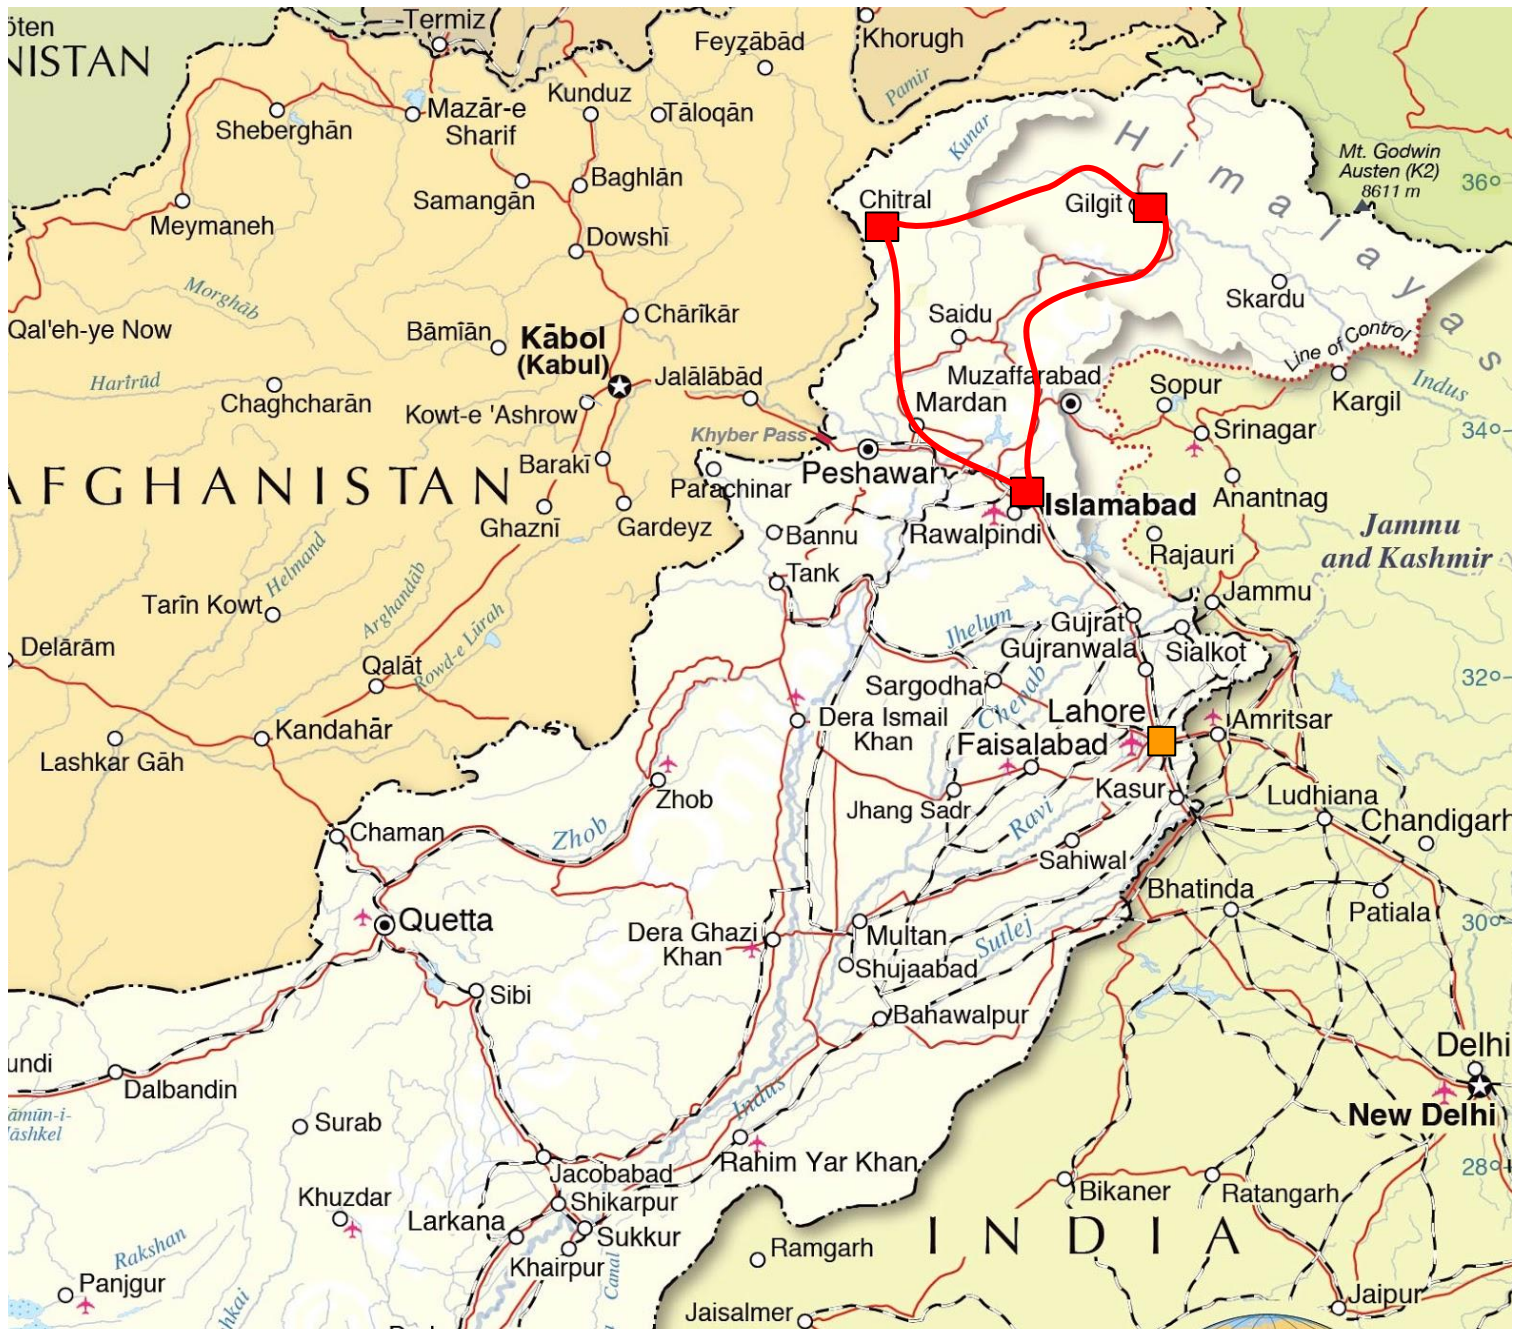 öten
NISTAN
Termiz
Khorugh
Feyẕābād
Pamir
Kunduz
Tāloqān
Mazār-e
Sharif
Sheberghān
Kunar
Himalayas
Mt. Godwin
Austen (K2)
8611 m
36°
Baghlān
Samangān
Chitral
Gilgit
Meymaneh
Dowshī
Morghāb
Skardu
Chārīkār
Saidu
Qal'eh-ye Now
Bāmīān
Kābol
(Kabul)
Line of Control
Indus
Harīrūd
Jalālābād
Muzaffarabad
Sopur
Chaghcharān
Kowt-e 'Ashrow
Mardan
Kargil
Khyber Pass
Srinagar
34°
Barakī
Peshawar
AFGHANISTAN
Parachinar
Anantnag
Islamabad
Ghaznī
Gardeyz
Bannu
Rawalpindi
Rajauri
Jammu
and Kashmir
Helmand
Tank
Arghandāb
Tarīn Kowt
Jammu
Rowd-e Lūrah
Jhelum
Gujrat
Delārām
Gujranwala
Sialkot
Qalāt
Sargodha
Chenab
32°
Kandahār
Dera Ismail
Khan
Lahore
Amritsar
Faisalabad
Lashkar Gāh
Zhob
Jhang Sadr
Kasur
Ludhiana
Chaman
Zhob
Ravi
Chandigarh
Sahiwal
Bhatinda
Patiala
Quetta
Dera Ghazi
Khan
Multan
Sutlej
30°
Shujaabad
Sibi
Bahawalpur
undi
Delhi
Dalbandin
Indus
New Delhi
āmūn-i-
Māshkel
Surab
Rahim Yar Khan
28°
Jacobabad
Khuzdar
Shikarpur
Bikaner
Ratangarh
Larkana
Sukkur
INDIA
Rakshan
Khairpur
Canal
Ramgarh
Panjgur
hkai
Jaisalmer
Jaipur